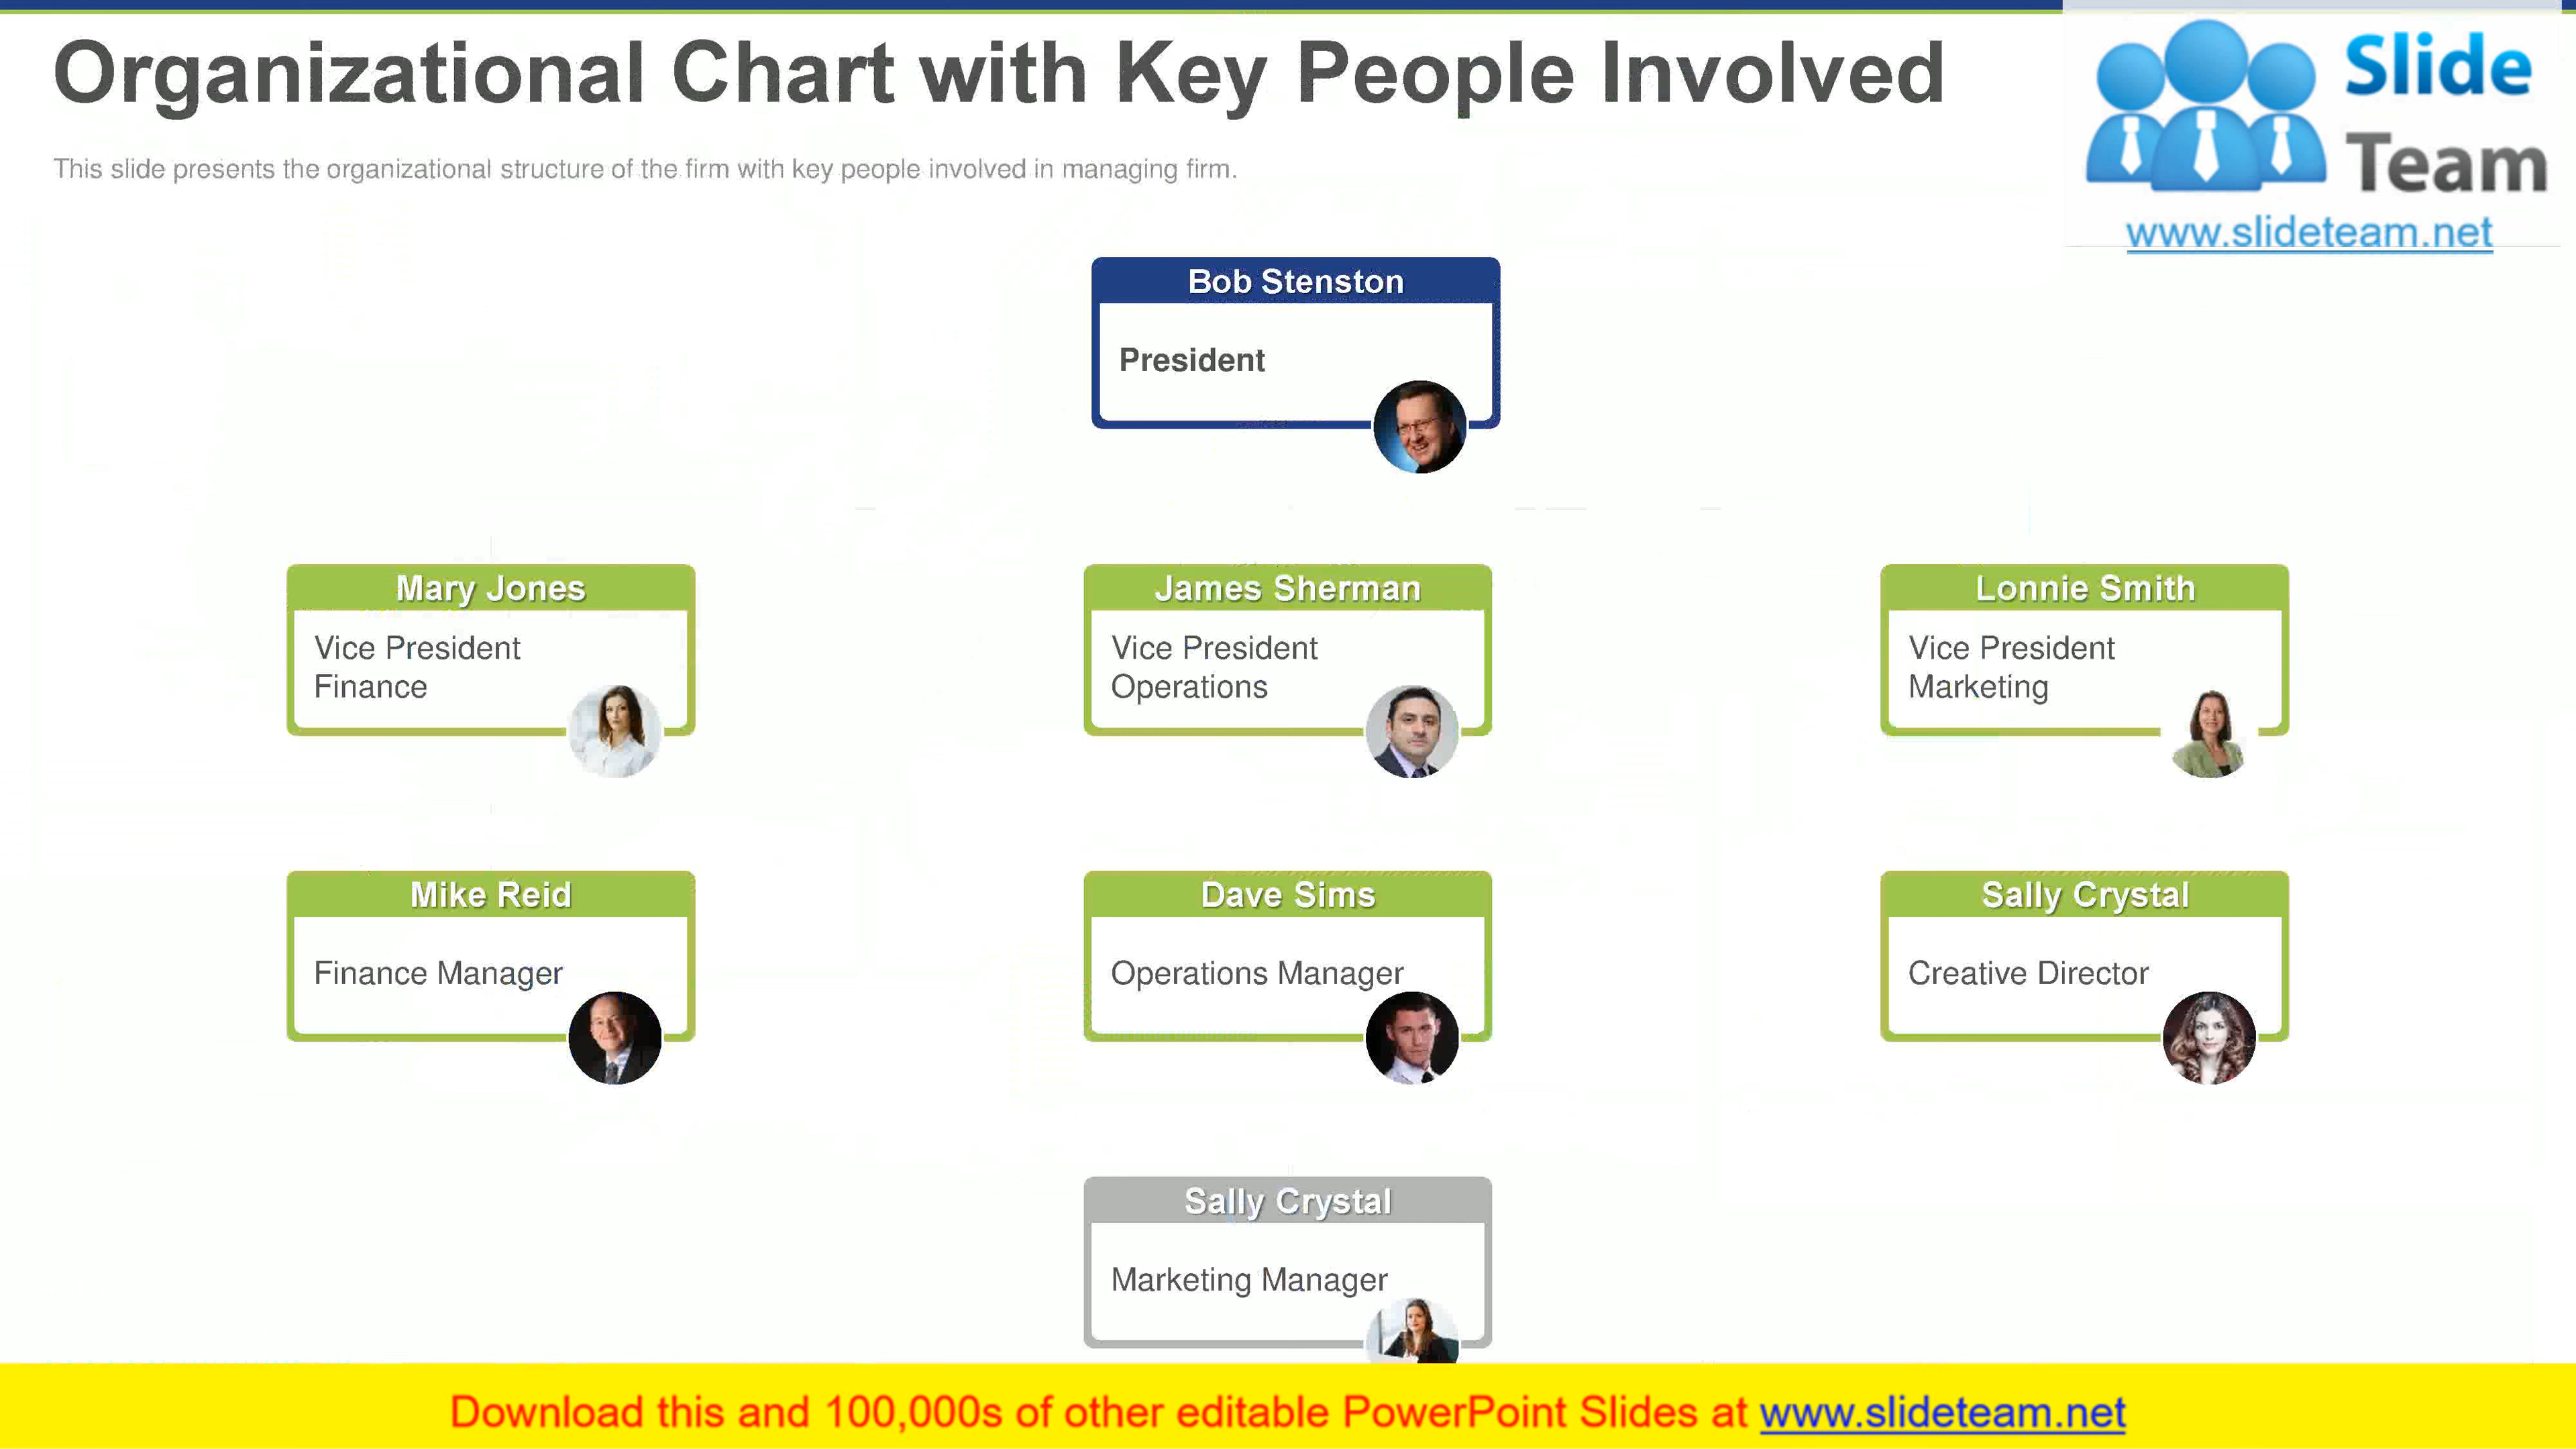 Organizational Chart with Key People Involved
This slide presents the organizational structure of the firm with key people involved in managing firm.
Slide
Team
www.slideteam.net
Bob Stenston
President
Mary Jones
Vice President
Finance
James Sherman
Vice President
Operations
Lonnie Smith
Vice President
Marketing
Mike Reid
Finance Manager
Dave Sims
Operations Manager
Sally Crystal
Creative Director
Sally Crystal
Marketing Manager
Download this and 100,000s of other editable PowerPoint Slides at www.slideteam.net